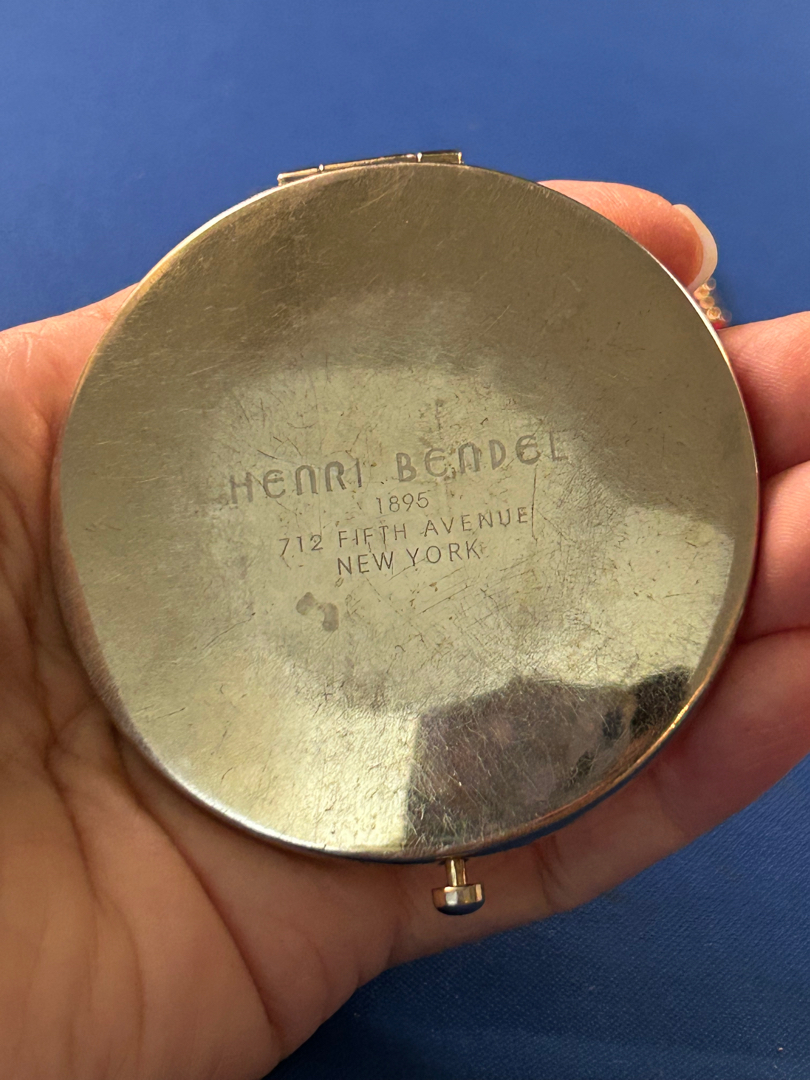 HENRI BENDEL
1895
712 FIFTH AVENUE
NEW YORK